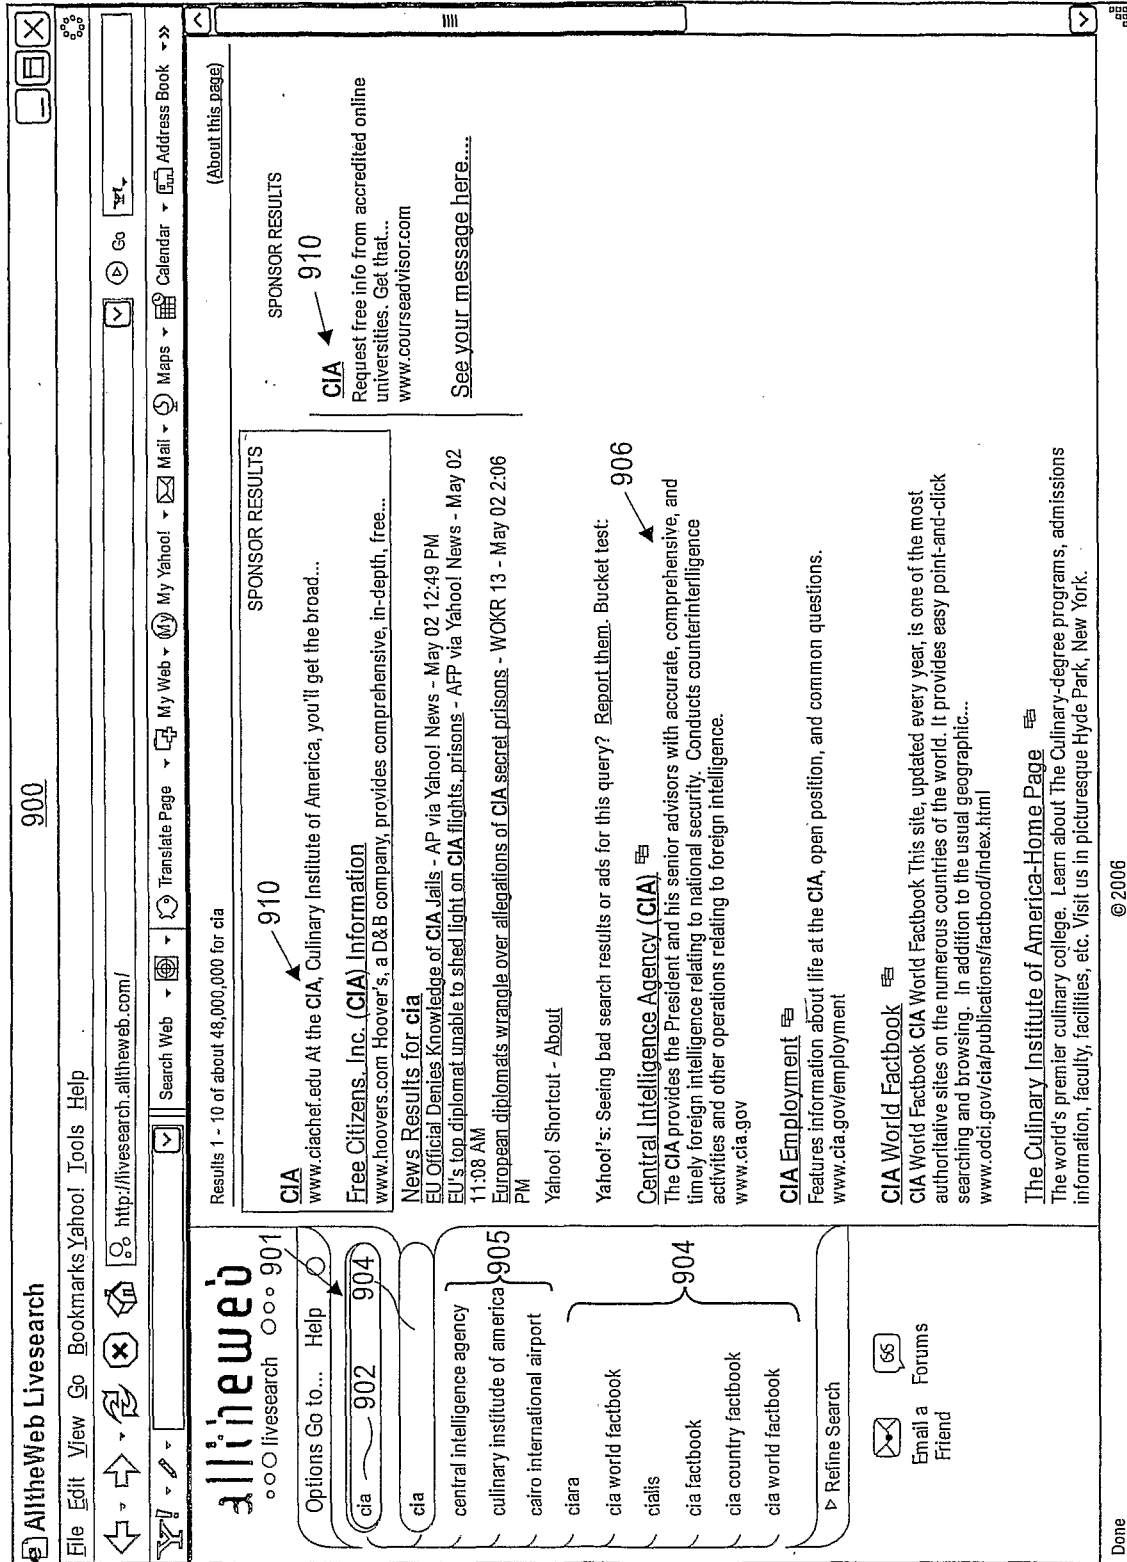 900
AlltheWeb Livesearch
File Edit View Go Bookmarks Yahoo! Tools Help
http://livesearch.alltheweb.com/
Go
Y!
Search Web
Translate Page
My Web
My Yahoo!
Mail
Maps
Calendar
Address Book
alltheweb
livesearch
901
Options Go to... Help
cia
902
904
cia
central intelligence agency
culinary institute of america
cairo international airport
905
ciara
cia world factbook
cialis
cia factbook
cia country factbook
cia world factbook
904
Refine Search
Email a Friend
GS
Forums
Results 1 - 10 of about 48,000,000 for cia
(About this page)
SPONSOR RESULTS
CIA
910
www.ciachef.edu At the CIA, Culinary Institute of America, you'll get the broad...
Free Citizens, Inc. (CIA) Information
www.hoovers.com Hoover's, a D&B company, provides comprehensive, in-depth, free...
News Results for cia
EU Official Denies Knowledge of CIA Jails - AP via Yahoo! News - May 02 12:49 PM
EU's top diplomat unable to shed light on CIA flights, prisons - AFP via Yahoo! News - May 02
11:08 AM
European diplomats wrangle over allegations of CIA secret prisons - WOKR 13 - May 02 2:06
PM
Yahoo! Shortcut - About
Yahoo!'s: Seeing bad search results or ads for this query? Report them. Bucket test:
906
Central Intelligence Agency (CIA)
The CIA provides the President and his senior advisors with accurate, comprehensive, and
timely foreign intelligence relating to national security. Conducts counterinterlligence
activities and other operations relating to foreign intelligence.
www.cia.gov
CIA Employment
Features information about life at the CIA, open position, and common questions.
www.cia.gov/employment
CIA World Factbook
CIA World Factbook CIA World Factbook This site, updated every year, is one of the most
authoritative sites on the numerous countries of the world. It provides easy point-and-click
searching and browsing. In addition to the usual geographic...
www.odci.gov/cia/publications/factbood/index.html
The Culinary Institute of America-Home Page
The world's premier culinary college. Learn about The Culinary-degree programs, admissions
information, faculty, facilities, etc. Visit us in picturesque Hyde Park, New York.
SPONSOR RESULTS
910
CIA
Request free info from accredited online
universities. Get that...
www.courseadvisor.com
See your message here....
©2006
Done